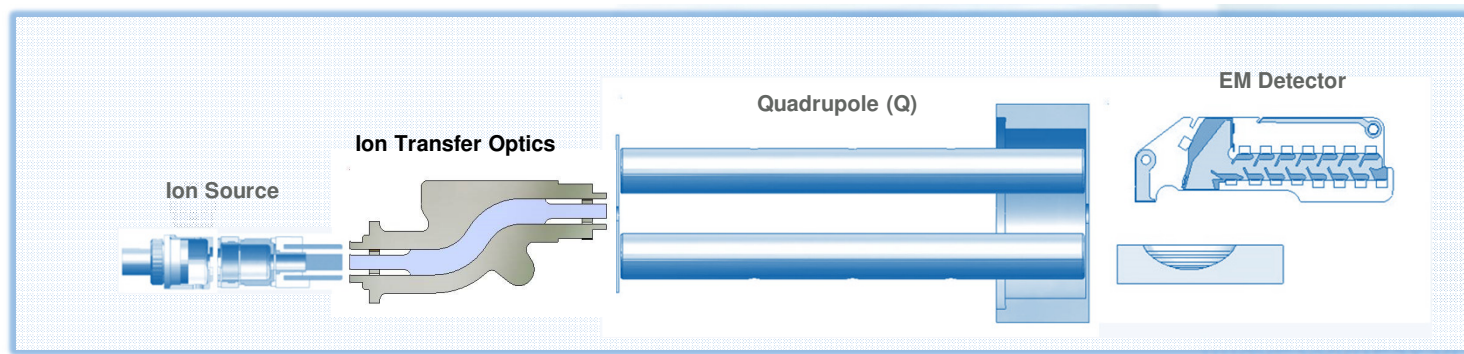 EM Detector
Quadrupole (Q)
Ion Transfer Optics
Ion Source